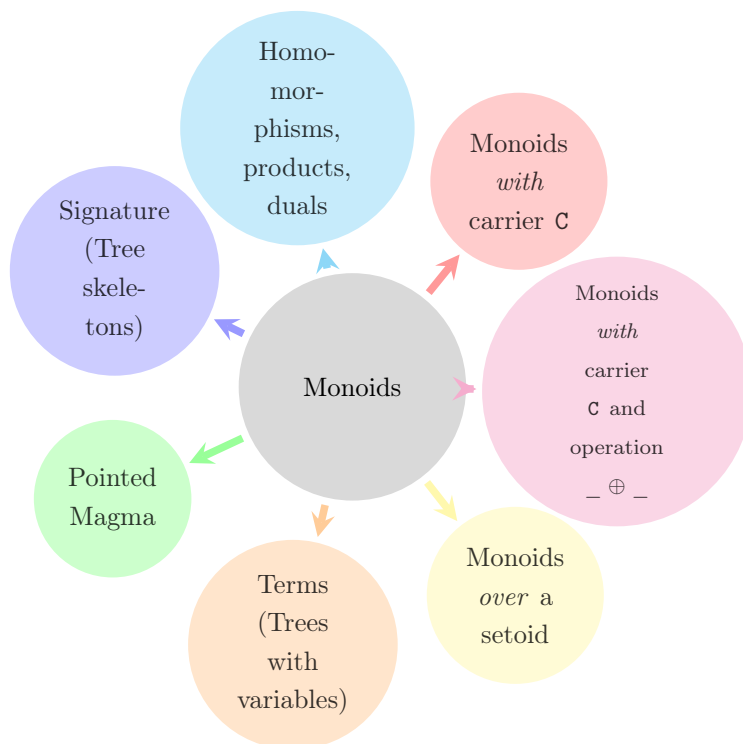 Homo-
mor-
phisms,
products,
duals
Monoids
with
carrier C
Signature
(Tree
skele-
tons)
Monoids
with
carrier
C and
operation
_ ⊕ _
Monoids
Pointed
Magma
Monoids
over a
setoid
Terms
(Trees
with
variables)